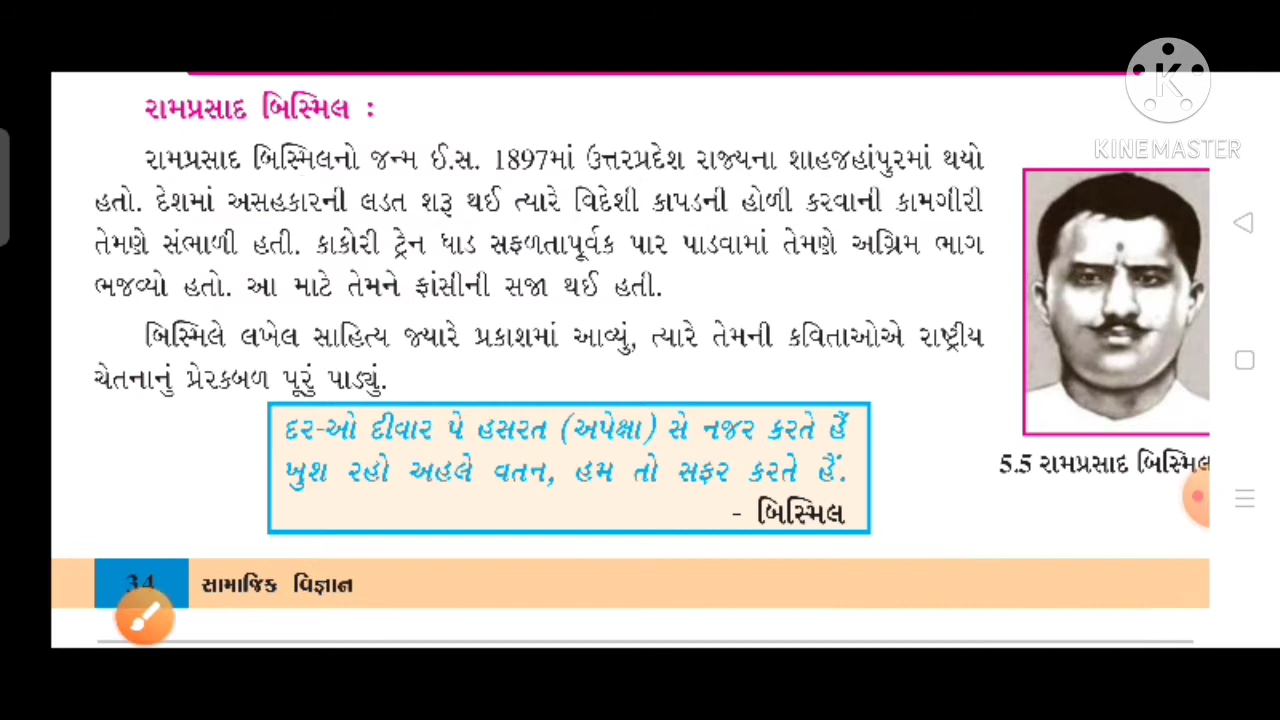 KINEMASTER
રામપ્રસાદ બિસ્મિલ :
રામપ્રસાદ બિસ્મિલનો જન્મ ઈ.સ. 1897માં ઉત્તરપ્રદેશ રાજ્યના શાહજહાંપુરમાં થયો
હતો. દેશમાં અસહકારની લડત શરૂ થઈ ત્યારે વિદેશી કાપડની હોળી કરવાની કામગીરી
તેમણે સંભાળી હતી. કાકોરી ટ્રેન ધાડ સફળતાપૂર્વક પાર પાડવામાં તેમણે અગ્રિમ ભાગ
ભજવ્યો હતો. આ માટે તેમને ફાંસીની સજા થઈ હતી.
બિસ્મિલે લખેલ સાહિત્ય જ્યારે પ્રકાશમાં આવ્યું, ત્યારે તેમની કવિતાઓએ રાષ્ટ્રીય
ચેતનાનું પ્રેરકબળ પૂરું પાડ્યું.
દર-ઓ દીવાર પે હસરત (અપેક્ષા) સે નજર કરતે હૈં
ખુશ રહો અહલે વતન, હમ તો સફર કરતે હૈં.
- બિસ્મિલ
5.5 રામપ્રસાદ બિસ્મિલ
34 સામાજિક વિજ્ઞાન